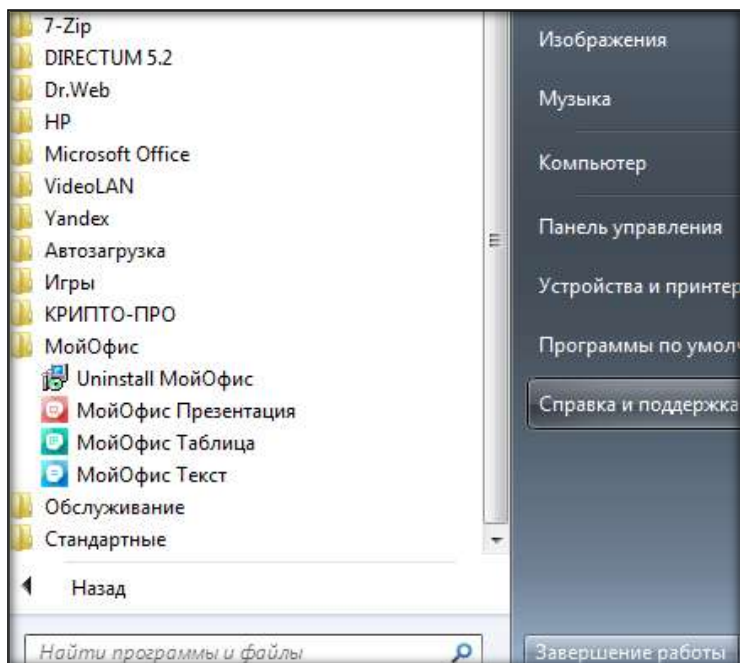 7-Zip
DIRECTUM 5.2
Dr.Web
HP
Microsoft Office
VideoLAN
Yandex
Автозагрузка
Игры
КРИПТО-ПРО
МойОфис
Uninstall МойОфис
МойОфис Презентация
МойОфис Таблица
МойОфис Текст
Обслуживание
Стандартные
Назад
Найти программы и файлы
Изображения
Музыка
Компьютер
Панель управления
Устройства и принтер
Программы по умолч
Справка и поддержка
Завершение работы